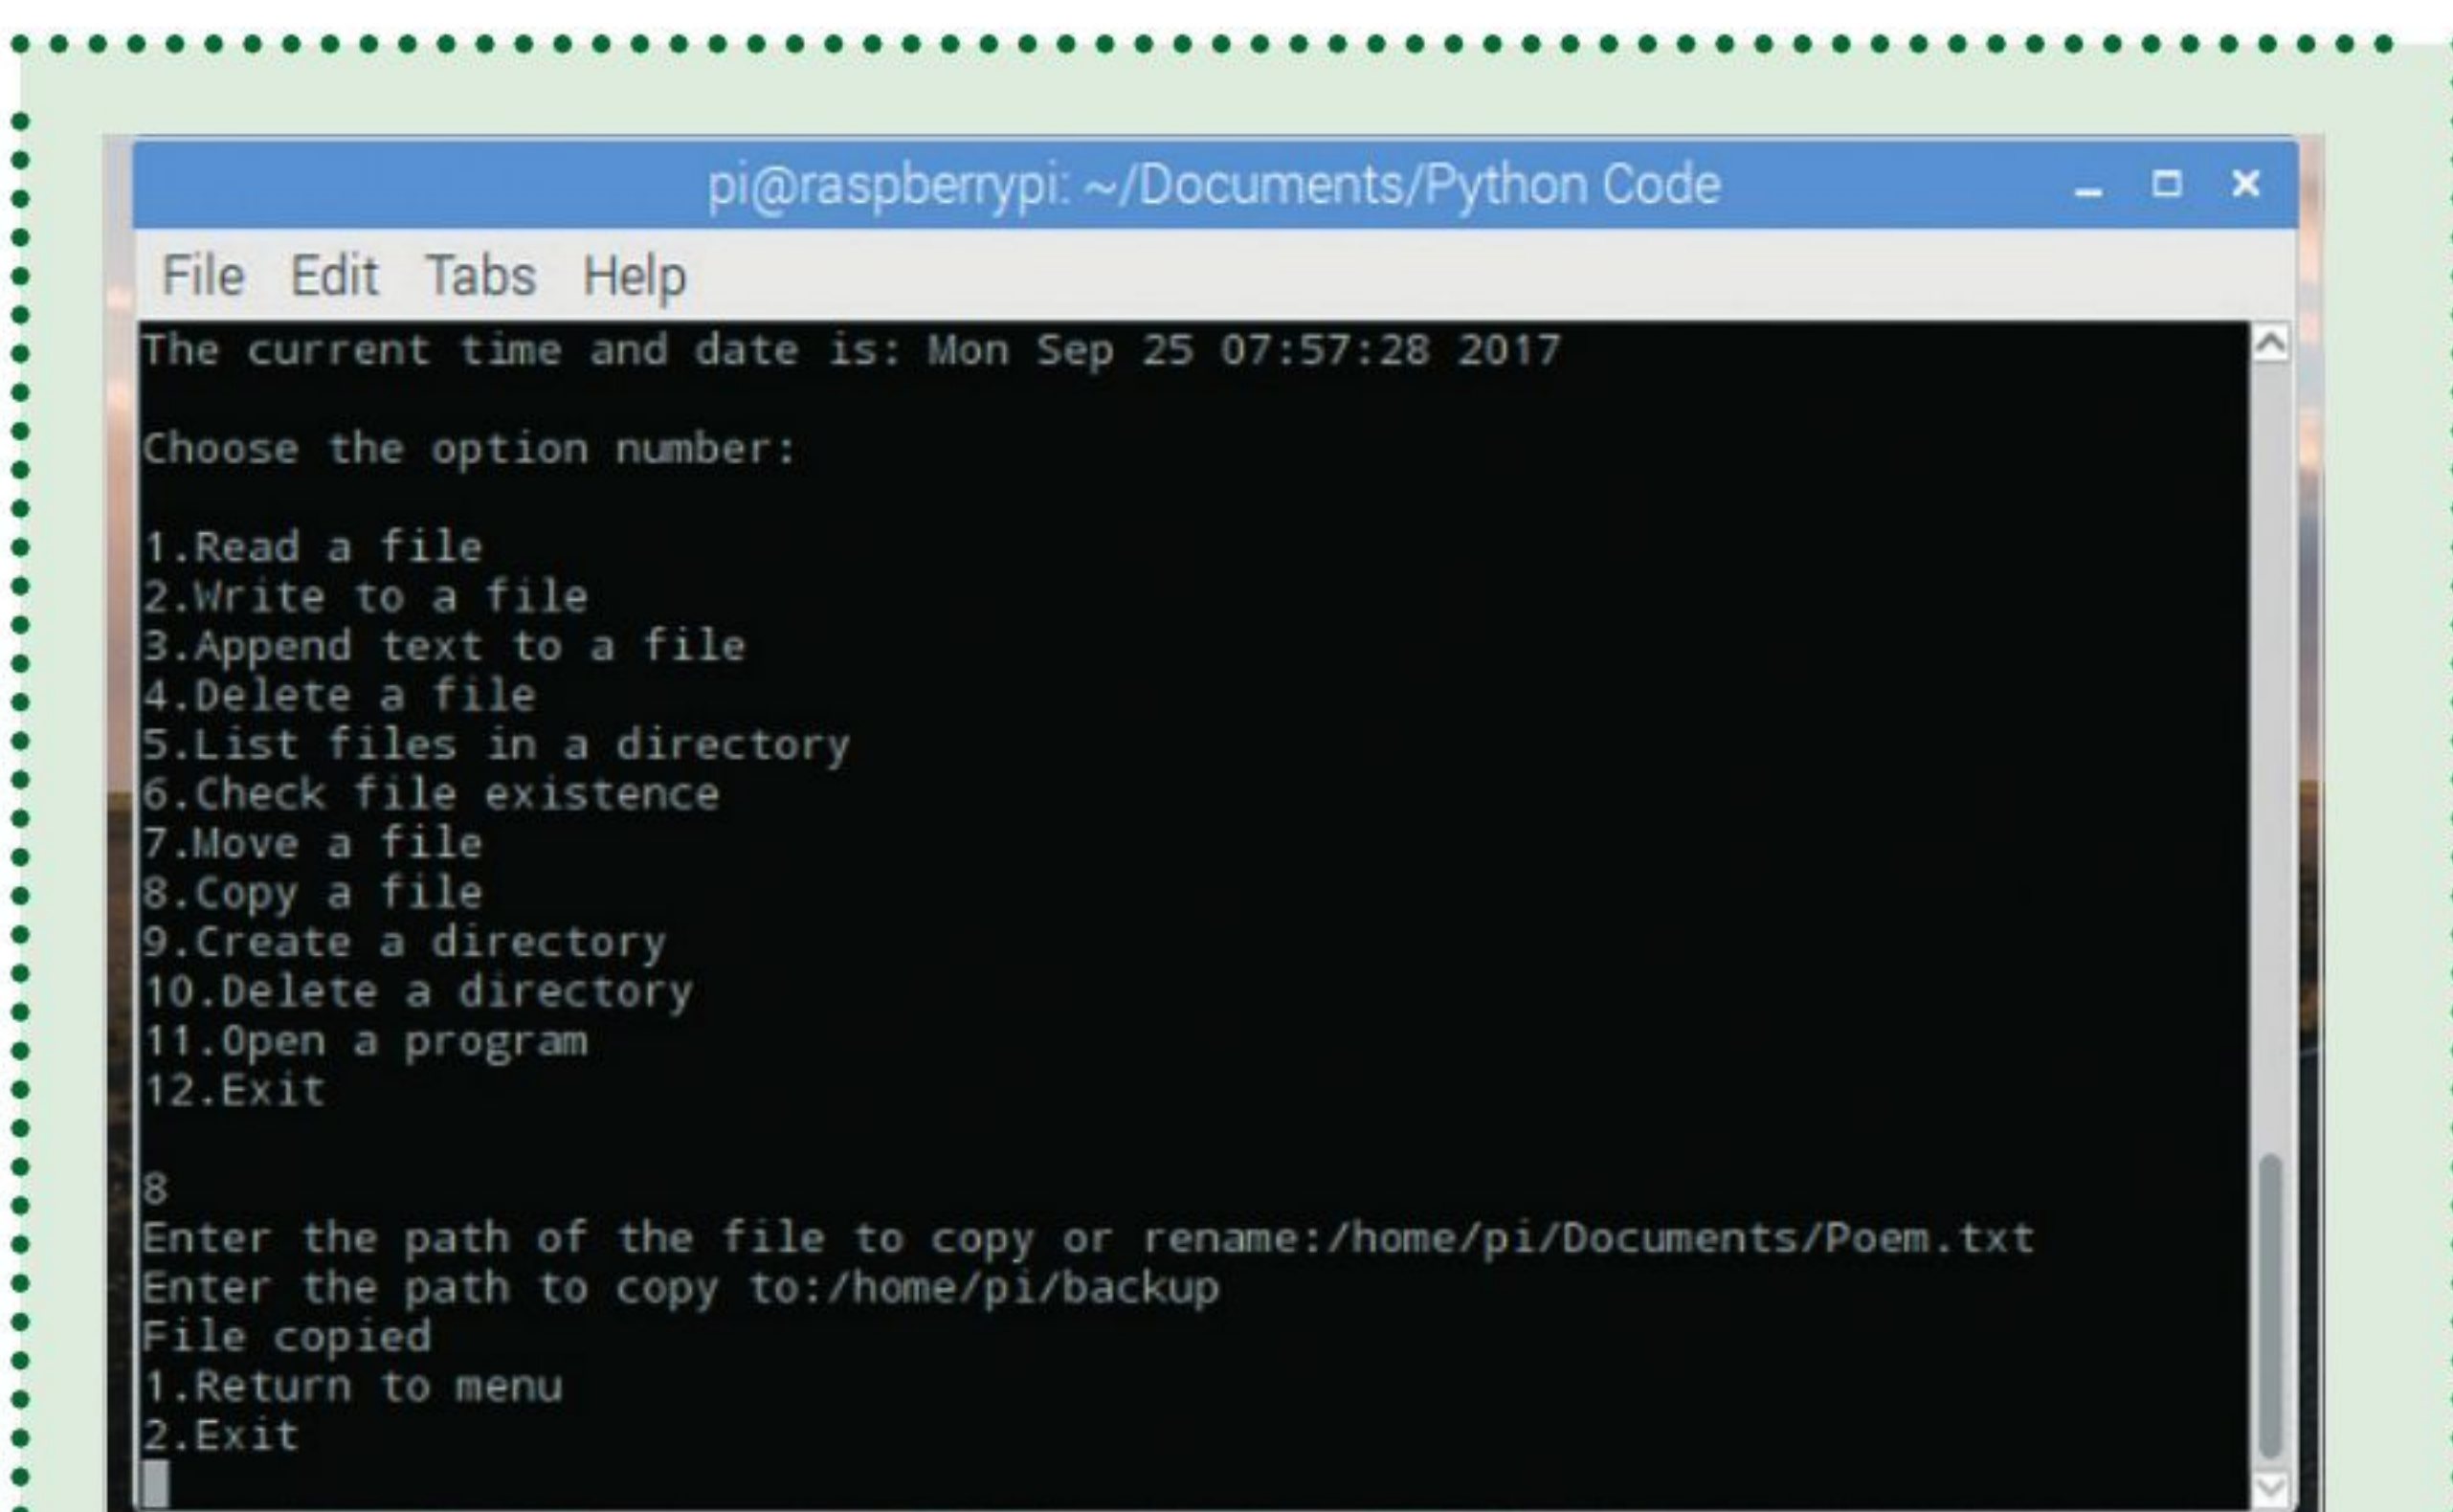 pi@raspberrypi: ~/Documents/Python Code
File Edit Tabs Help
The current time and date is: Mon Sep 25 07:57:28 2017
Choose the option number:
1.Read a file
2.Write to a file
3.Append text to a file
4.Delete a file
5.List files in a directory
6.Check file existence
7.Move a file
8.Copy a file
9.Create a directory
10.Delete a directory
11.Open a program
12.Exit
8
Enter the path of the file to copy or rename:/home/pi/Documents/Poem.txt
Enter the path to copy to:/home/pi/backup
File copied
1.Return to menu
2.Exit